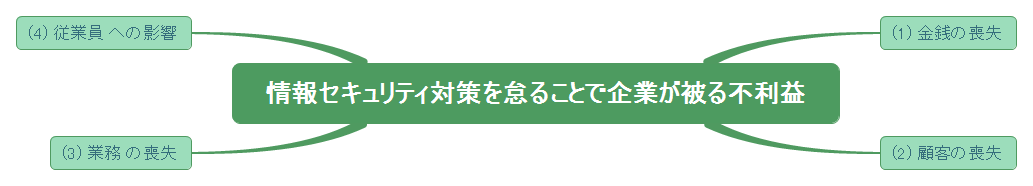 (4) 従業員 への影響
(1) 金銭の喪失
情報セキュリティ対策を怠ることで企業が被る不利益
(3) 業務 の喪失
(2) 顧客の喪失